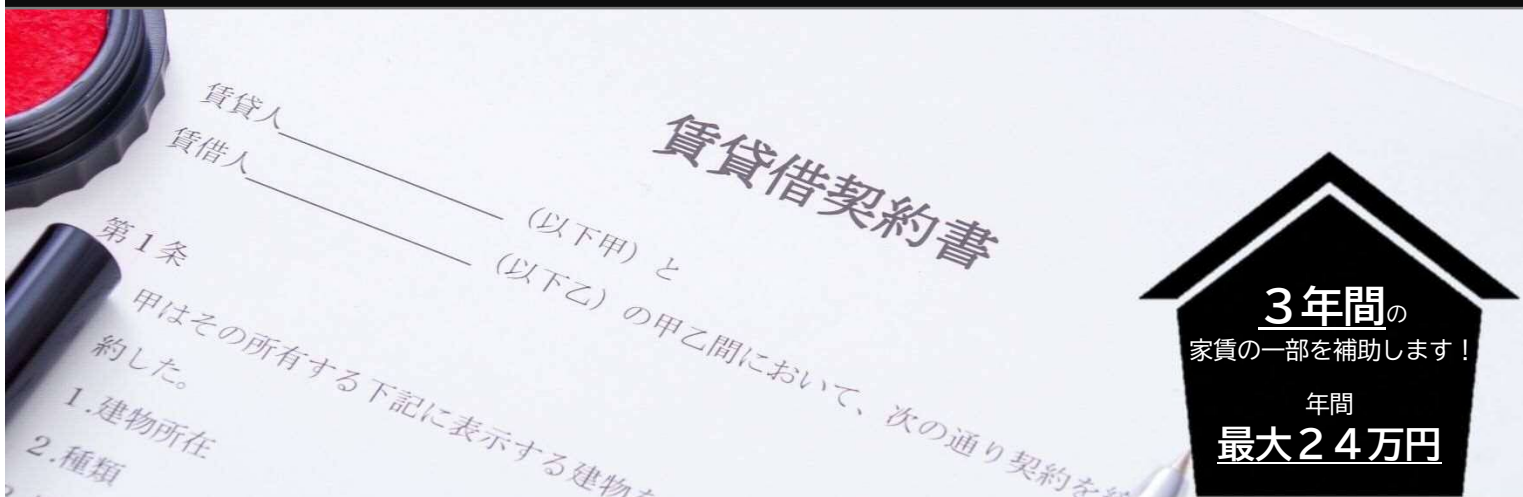 賃貸借契約書
賃貸人
（以下甲）と
賃借人
（以下乙）の甲乙間において、次の通り契約を締
第１条
甲はその所有する下記に表示する建物を
約した。
1.建物所在
2.種類
３年間の
家賃の一部を補助します！
年間
最大２４万円